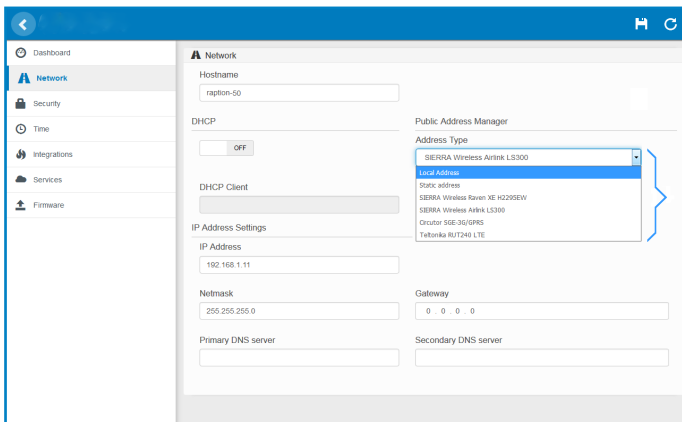 Dashboard
Network
Security
Time
Integrations
Services
Firmware
Network
Hostname
raption-50
DHCP
OFF
DHCP Client
Public Address Manager
Address Type
SIERRA Wireless Airlink LS300
Local Address
Static address
SIERRA Wireless Raven XE H2295EW
SIERRA Wireless Airlink LS300
Circutor SGE-3G/GPRS
Teltonika RUT240 LTE
IP Address Settings
IP Address
192.168.1.11
Netmask
255.255.255.0
Gateway
0 . 0 . 0 . 0
Primary DNS server
Secondary DNS server